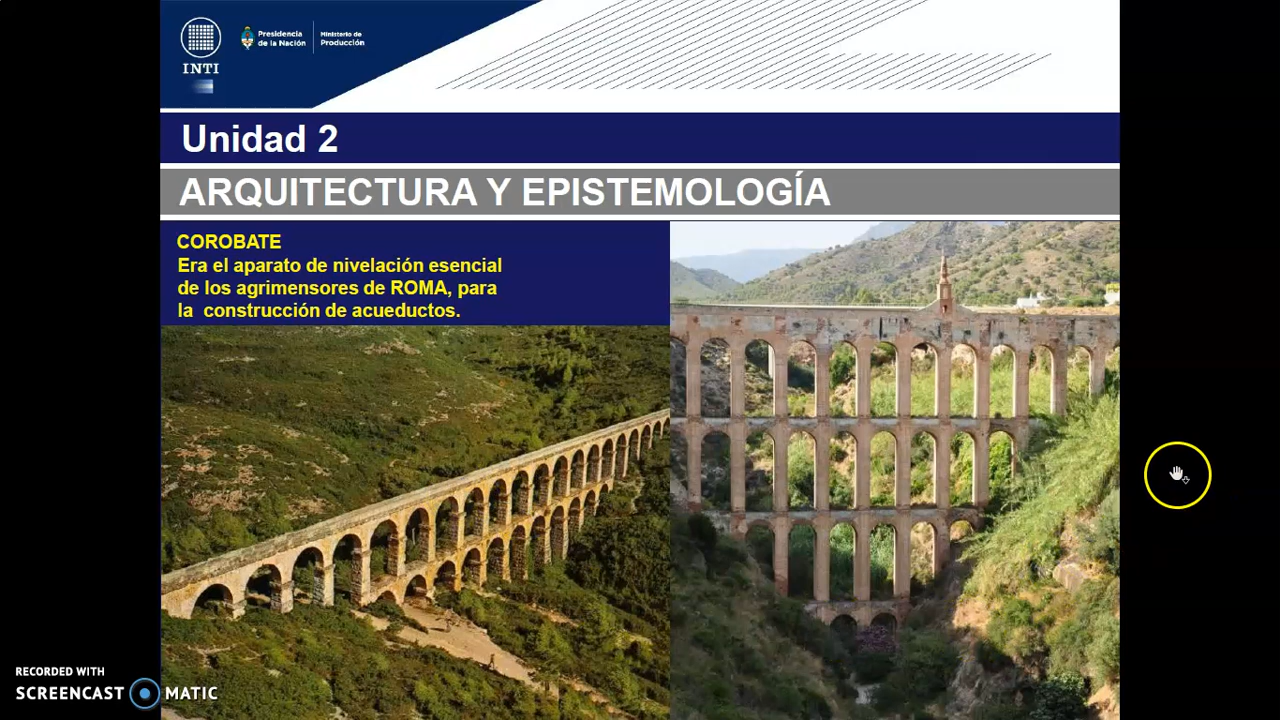 INTI
Presidencia
de la Nación
Ministerio de
Producción
Unidad 2
ARQUITECTURA Y EPISTEMOLOGÍA
COROBATE
Era el aparato de nivelación esencial
de los agrimensores de ROMA, para
la construcción de acueductos.
RECORDED WITH
SCREENCAST MATIC